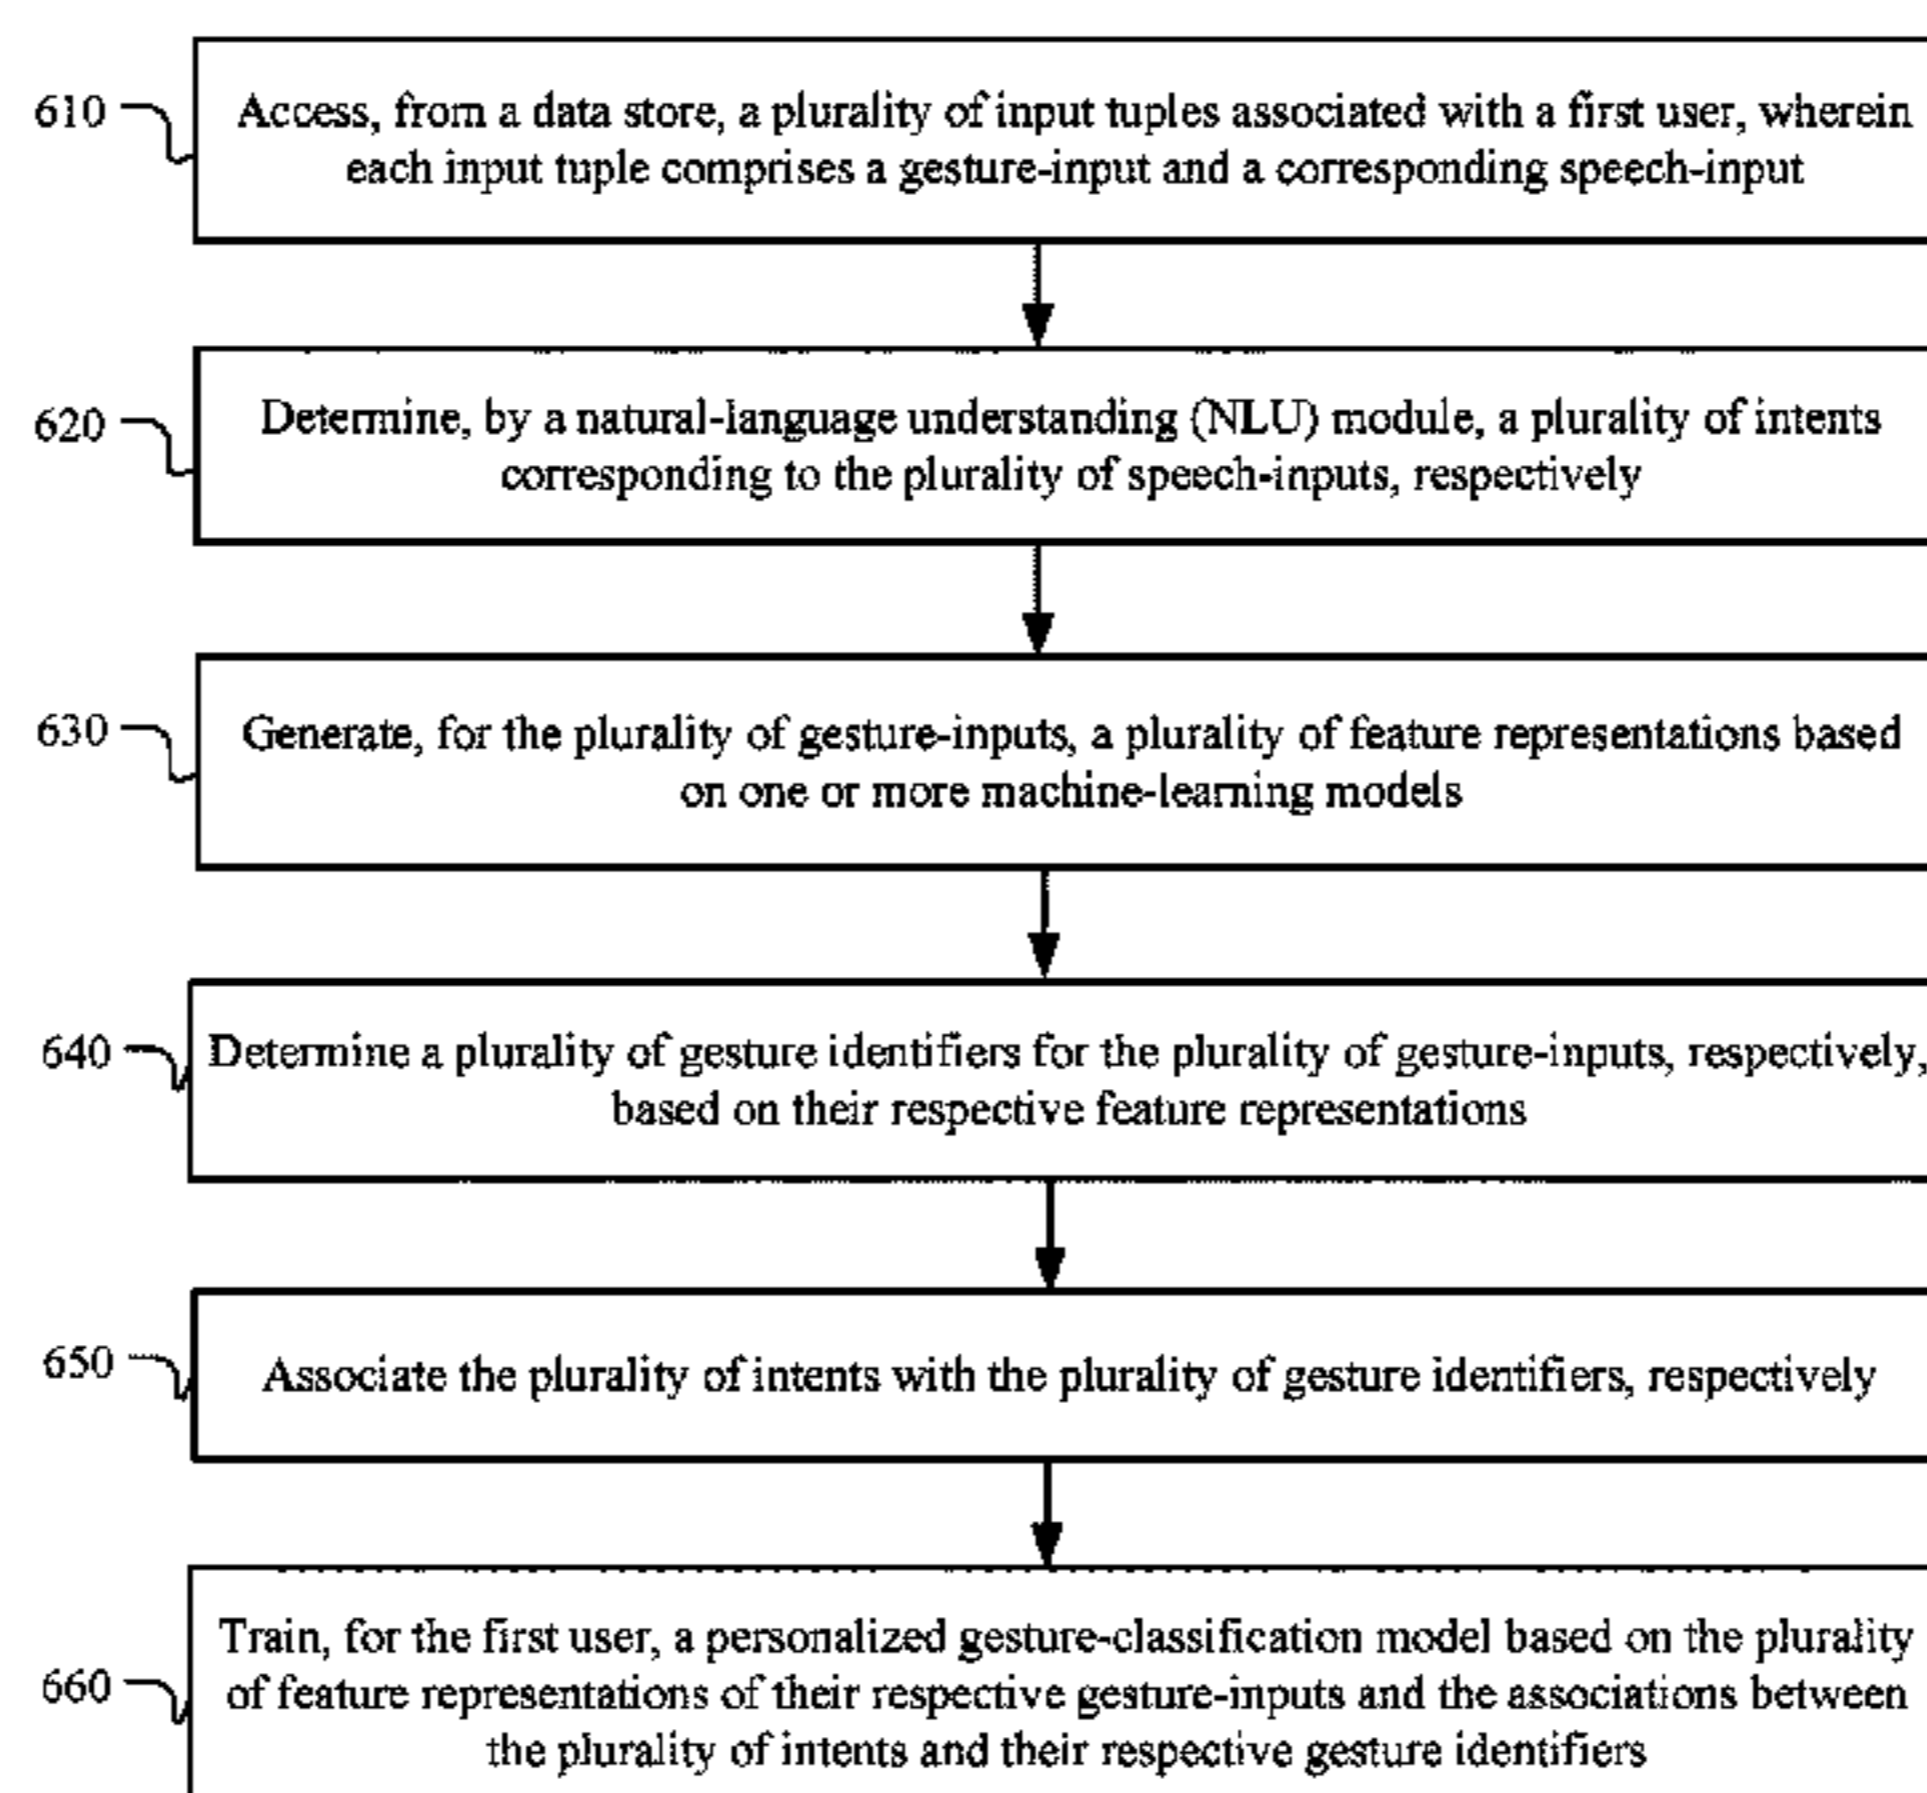 610
Access, from a data store, a plurality of input tuples associated with a first user, wherein
each input tuple comprises a gesture-input and a corresponding speech-input
620
Determine, by a natural-language understanding (NLU) module, a plurality of intents
corresponding to the plurality of speech-inputs, respectively
630
Generate, for the plurality of gesture-inputs, a plurality of feature representations based
on one or more machine-learning models
640
Determine a plurality of gesture identifiers for the plurality of gesture-inputs, respectively,
based on their respective feature representations
650
Associate the plurality of intents with the plurality of gesture identifiers, respectively
660
Train, for the first user, a personalized gesture-classification model based on the plurality
of feature representations of their respective gesture-inputs and the associations between
the plurality of intents and their respective gesture identifiers